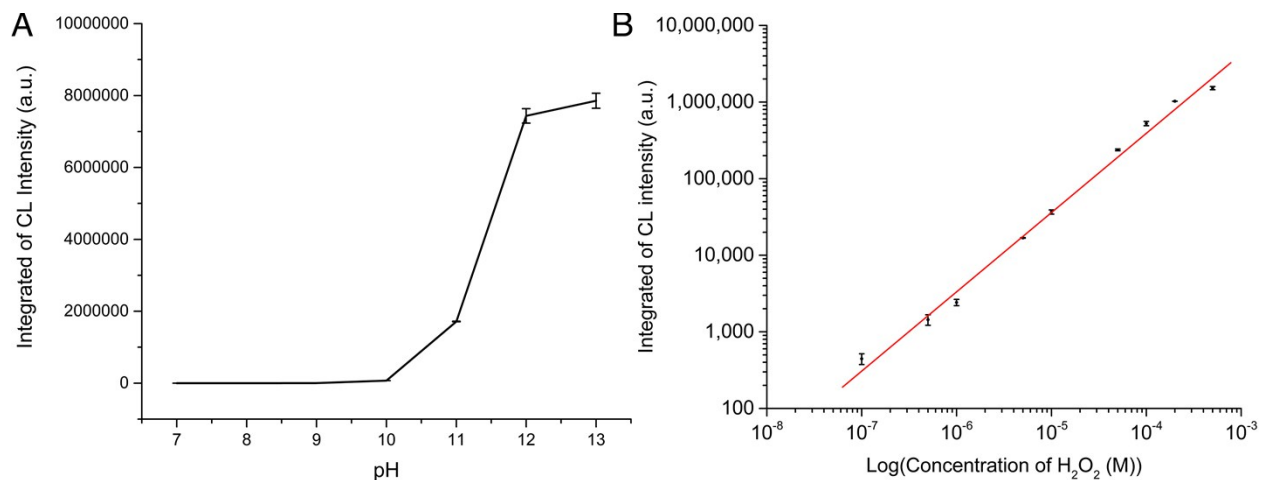 A
Integrated of CL Intensity (a.u.)
10000000
8000000
6000000
4000000
2000000
0
7 8 9 10 11 12 13
pH
B
Integrated of CL intensity (a.u.)
10,000,000
1,000,000
100,000
10,000
1,000
100
10⁻⁸ 10⁻⁷ 10⁻⁶ 10⁻⁵ 10⁻⁴ 10⁻³
Log(Concentration of H₂O₂ (M))